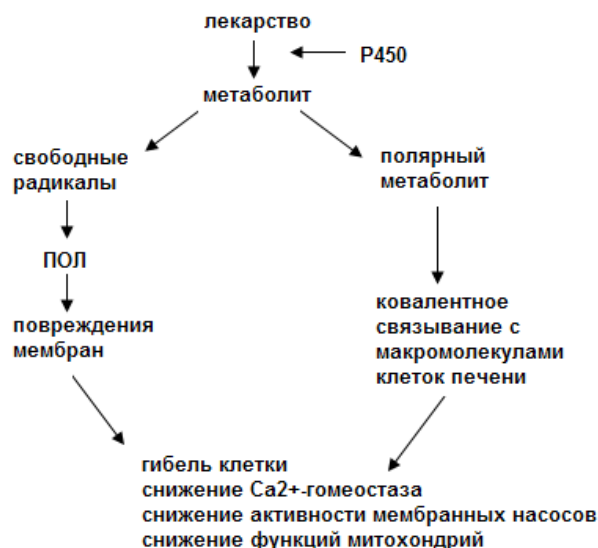 лекарство
P450
метаболит
свободные
радикалы
полярный
метаболит
ПОЛ
повреждения
мембран
ковалентное
связывание с
макромолекулами
клеток печени
гибель клетки
снижение Ca2+-гомеостаза
снижение активности мембранных насосов
снижение функций митохондрий